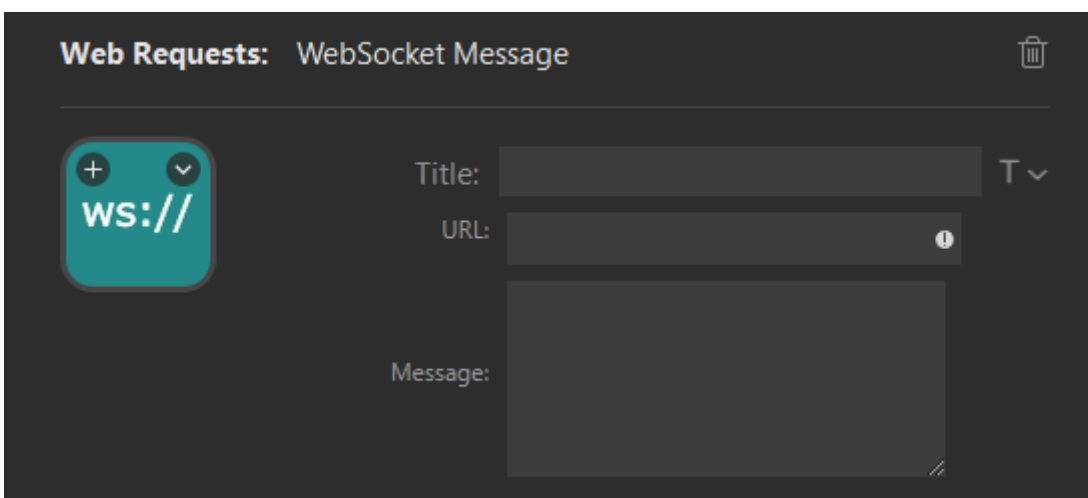 Web Requests: WebSocket Message
ws://
Title:
T
URL:
Message: